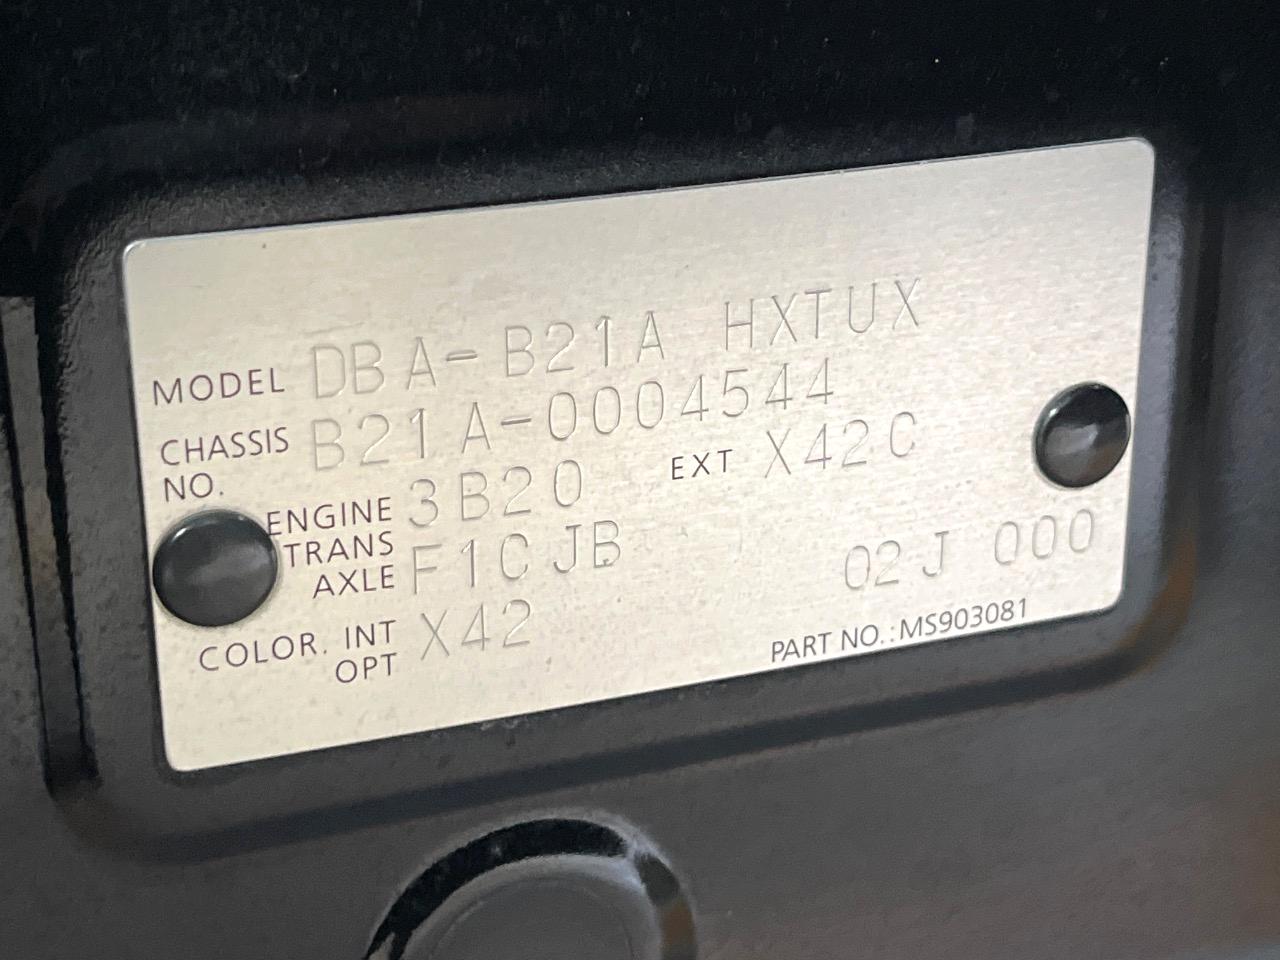 MODEL DBA-B21A HXTUX
CHASSIS NO. B21A-0004544
ENGINE 3B20 EXT X42C
TRANS AXLE F1CJB 02J 000
COLOR. INT OPT X42
PART NO.:MS903081